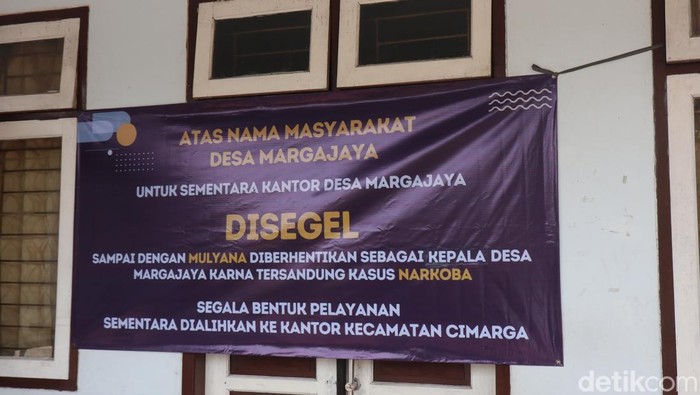 ATAS NAMA MASYARAKAT
DESA MARGAJAYA
UNTUK SEMENTARA KANTOR DESA MARGAJAYA
DISEGEL
SAMPAI DENGAN MULYANA DIBERHENTIKAN SEBAGAI KEPALA DESA
MARGAJAYA KARNA TERSANDUNG KASUS NARKOBA
SEGALA BENTUK PELAYANAN
SEMENTARA DIALIHKAN KE KANTOR KECAMATAN CIMARGA
detikcom